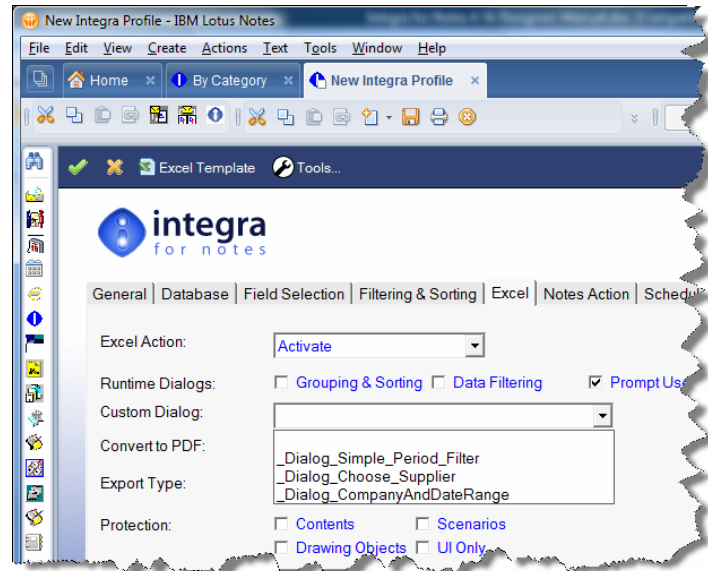 New Integra Profile - IBM Lotus Notes
File Edit View Create Actions Text Tools Window Help
Home By Category New Integra Profile
Excel Template Tools...
integra
for notes
General Database Field Selection Filtering & Sorting Excel Notes Action
Excel Action: Activate
Runtime Dialogs: Grouping & Sorting Data Filtering Prompt
Custom Dialog:
Convert to PDF:
_Dialog_Simple_Period_Filter
_Dialog_Choose_Supplier
Export Type:
_Dialog_CompanyAndDateRange
Protection: Contents Scenarios
Drawing Objects UI Only